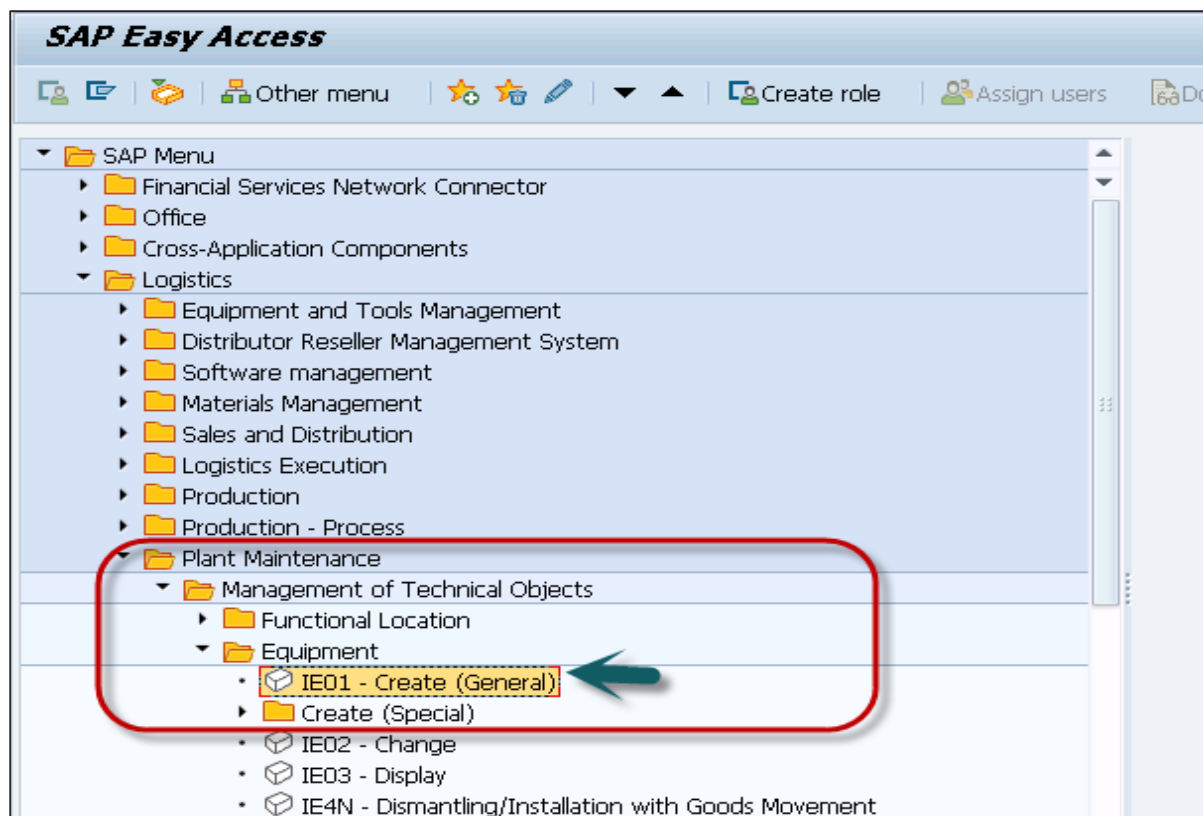 SAP Easy Access
Other menu Create role Assign users Do
SAP Menu
Financial Services Network Connector
Office
Cross-Application Components
Logistics
Equipment and Tools Management
Distributor Reseller Management System
Software management
Materials Management
Sales and Distribution
Logistics Execution
Production
Production - Process
Plant Maintenance
Management of Technical Objects
Functional Location
Equipment
IE01 - Create (General)
Create (Special)
IE02 - Change
IE03 - Display
IE4N - Dismantling/Installation with Goods Movement